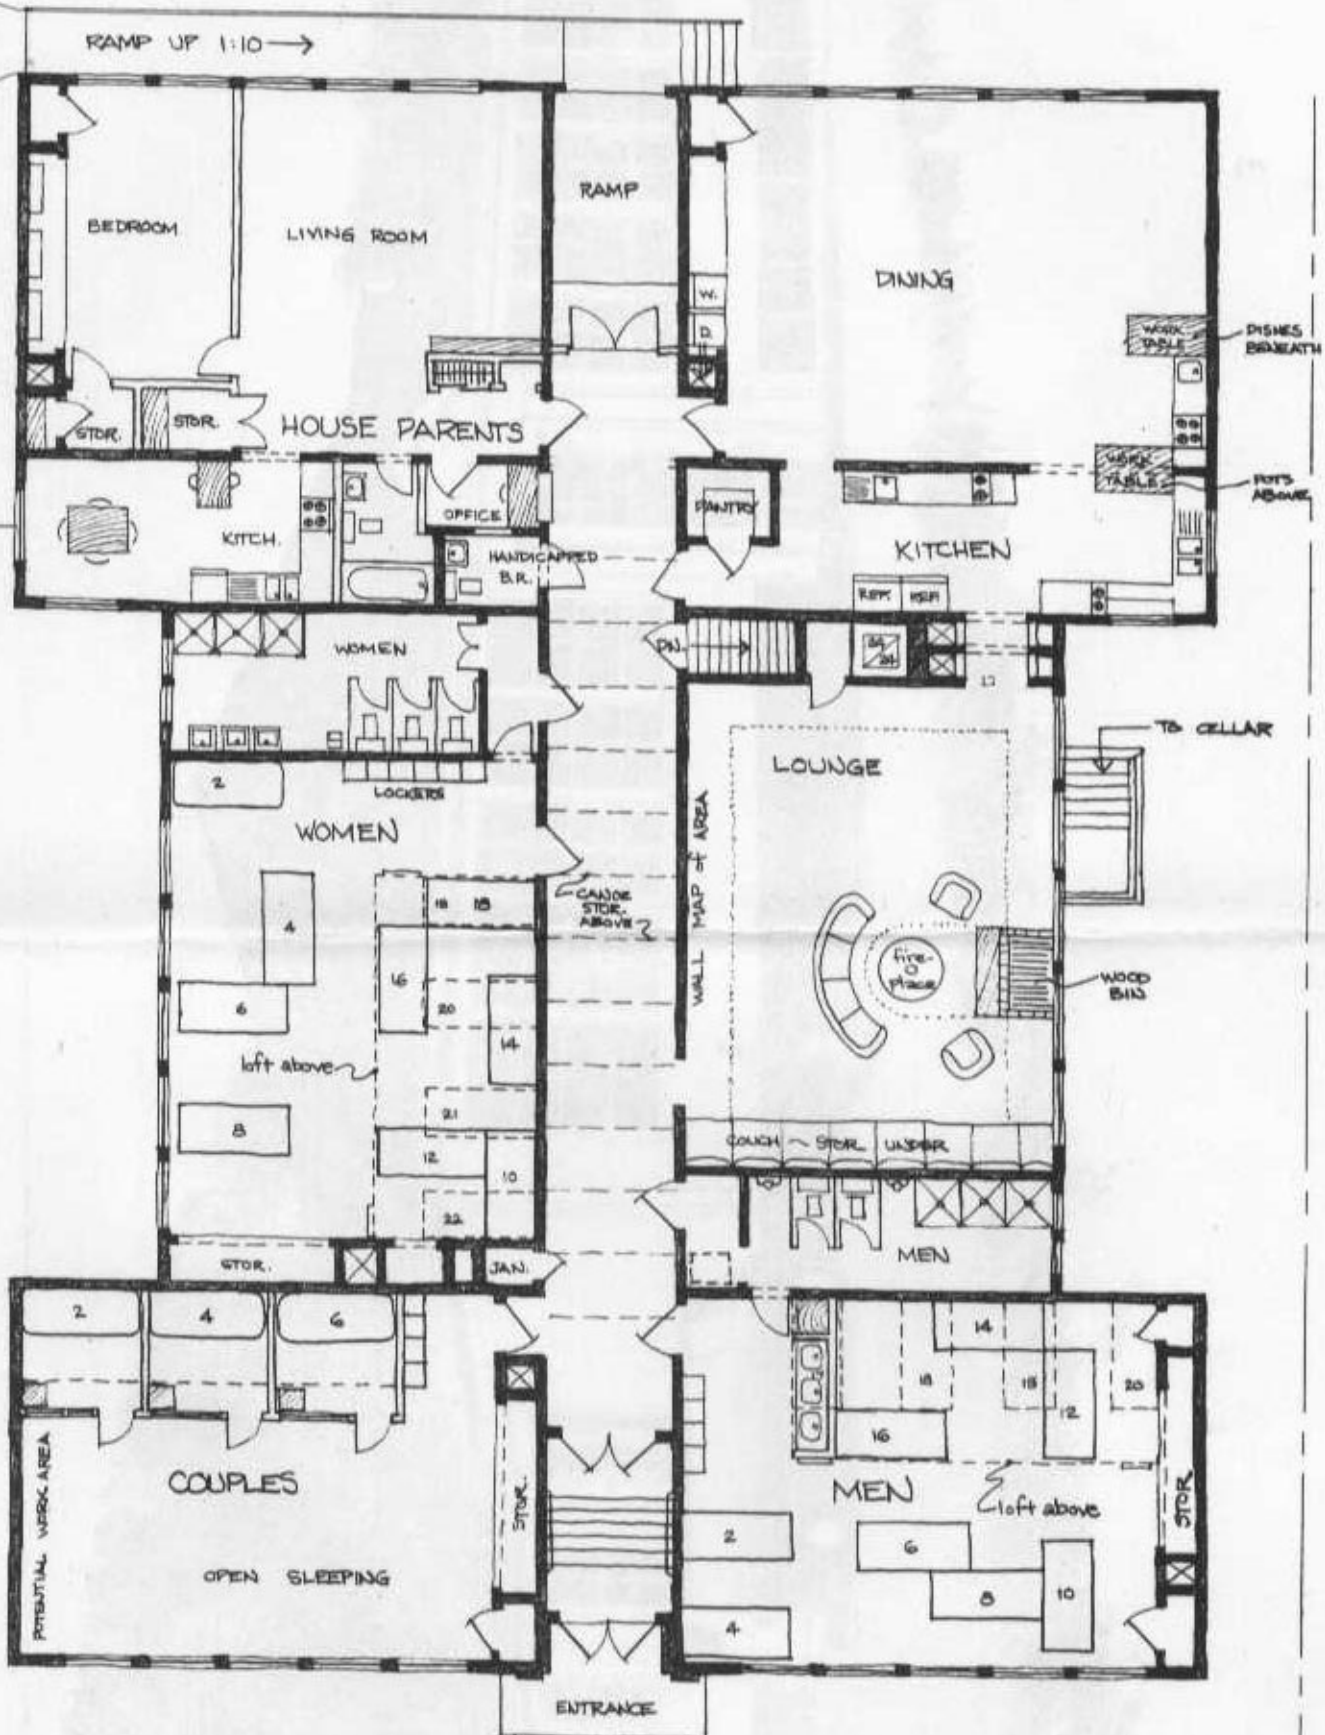 RAMP UP 1:10
RAMP
BEDROOM
LIVING ROOM
DINING
W.
D.
WORK
TABLE
DISHES
BENEATH
STOR.
STOR.
HOUSE PARENTS
WORK
TABLE
POTS
ABOVE
OFFICE
PANTRY
KITCH.
KITCHEN
HANDICAPPED
B.R.
REF.
REF.
WOMEN
DN.
TO CELLAR
LOUNGE
2
LOCKERS
WOMEN
WALL MAP of AREA
4
18
18
CANOE
STOR.
ABOVE
16
fire-
place
WOOD
BIN
6
20
14
loft above
21
8
COUCH ~ STOR. UNDER
12
10
22
STOR.
JAN.
MEN
2
4
6
14
18
18
20
12
16
POTENTIAL WORK AREA
COUPLES
STOR.
MEN
loft above
STOR.
2
6
OPEN SLEEPING
8
10
4
ENTRANCE